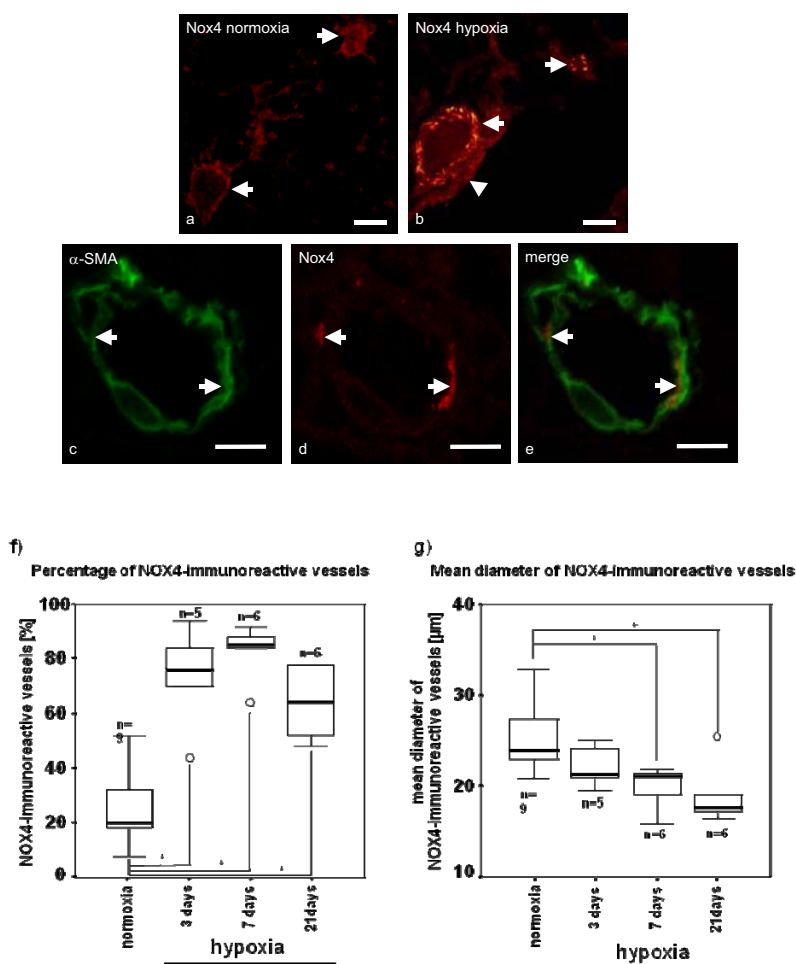 Nox4 normoxia
a
Nox4 hypoxia
b
α-SMA
c
Nox4
d
merge
e
f)
Percentage of NOX4-immunoreactive vessels
NOX4-immunoreactive vessels [%]
100
80
60
40
20
0
n=
9
n=5
n=6
n=6
normoxia
3 days
7 days
21days
hypoxia
g)
Mean diameter of NOX4-immunoreactive vessels
mean diameter of
NOX4-immunoreactive vessels [µm]
40
30
20
10
n=
9
n=5
n=6
n=6
normoxia
3 days
7 days
21 days
hypoxia